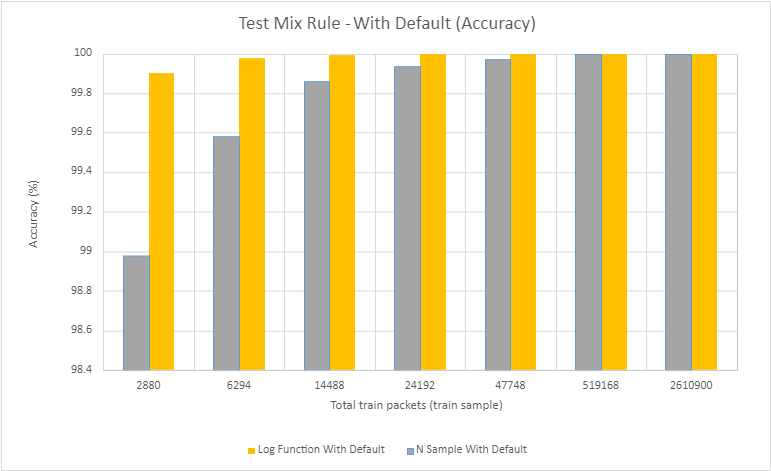 Test Mix Rule - With Default (Accuracy)
100
99.8
99.6
99.4
99.2
99
98.8
98.6
98.4
Accuracy (%)
2880 6294 14488 24192 47748 519168 2610900
Total train packets (train sample)
Log Function With Default N Sample With Default